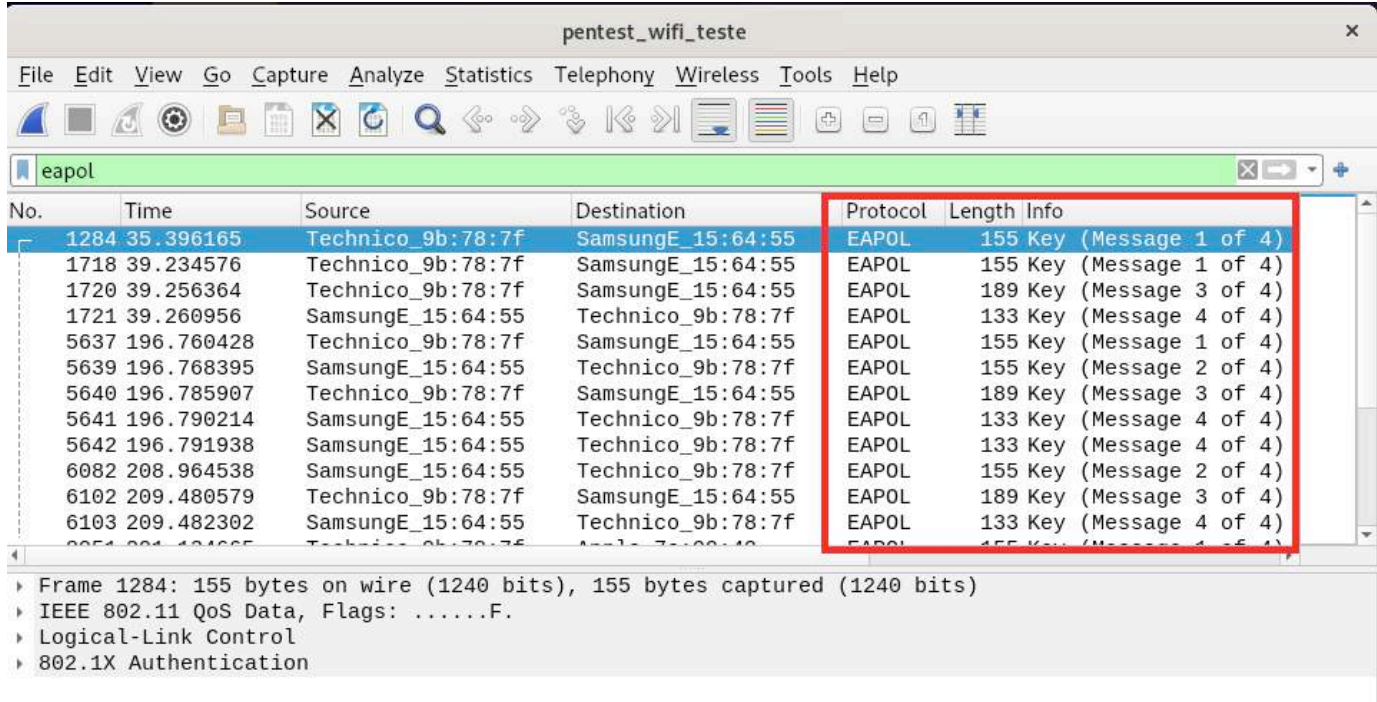 pentest_wifi_teste
File Edit View Go Capture Analyze Statistics Telephony Wireless Tools Help
eapol
No. Time Source Destination Protocol Length Info
1284 35.396165 Technico_9b:78:7f SamsungE_15:64:55 EAPOL 155 Key (Message 1 of 4)
1718 39.234576 Technico_9b:78:7f SamsungE_15:64:55 EAPOL 155 Key (Message 1 of 4)
1720 39.256364 Technico_9b:78:7f SamsungE_15:64:55 EAPOL 189 Key (Message 3 of 4)
1721 39.260956 SamsungE_15:64:55 Technico_9b:78:7f EAPOL 133 Key (Message 4 of 4)
5637 196.760428 Technico_9b:78:7f SamsungE_15:64:55 EAPOL 155 Key (Message 1 of 4)
5639 196.768395 SamsungE_15:64:55 Technico_9b:78:7f EAPOL 155 Key (Message 2 of 4)
5640 196.785907 Technico_9b:78:7f SamsungE_15:64:55 EAPOL 189 Key (Message 3 of 4)
5641 196.790214 SamsungE_15:64:55 Technico_9b:78:7f EAPOL 133 Key (Message 4 of 4)
5642 196.791938 SamsungE_15:64:55 Technico_9b:78:7f EAPOL 133 Key (Message 4 of 4)
6082 208.964538 SamsungE_15:64:55 Technico_9b:78:7f EAPOL 155 Key (Message 2 of 4)
6102 209.480579 Technico_9b:78:7f SamsungE_15:64:55 EAPOL 189 Key (Message 3 of 4)
6103 209.482302 SamsungE_15:64:55 Technico_9b:78:7f EAPOL 133 Key (Message 4 of 4)
Technico_9b:78:7f EAPOL 155 Key (Message 1 of 4)
Frame 1284: 155 bytes on wire (1240 bits), 155 bytes captured (1240 bits)
IEEE 802.11 QoS Data, Flags: ......F.
Logical-Link Control
802.1X Authentication